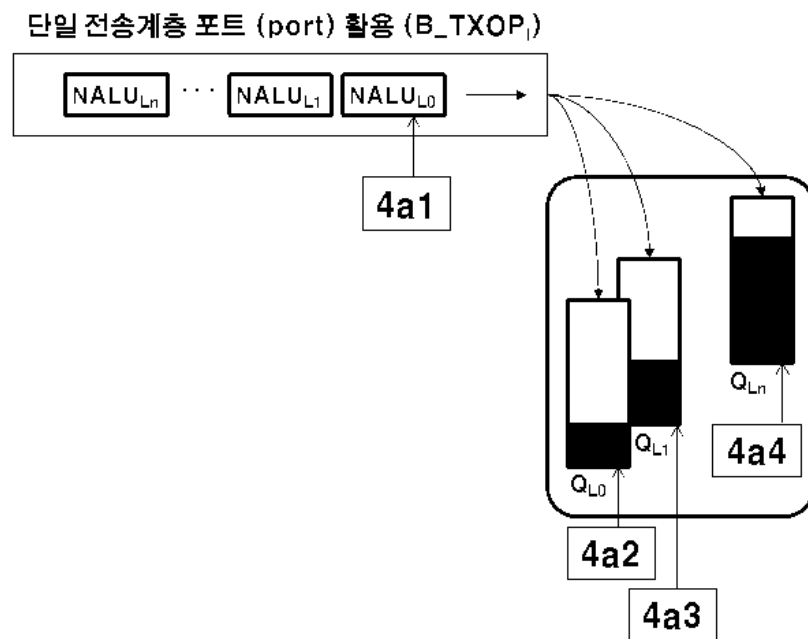 단일 전송계층 포트 (port) 활용 (B_TXOP_I)
NALU_Ln ··· NALU_L1 NALU_L0
4a1
Q_Ln
Q_L1
4a4
Q_L0
4a2
4a3